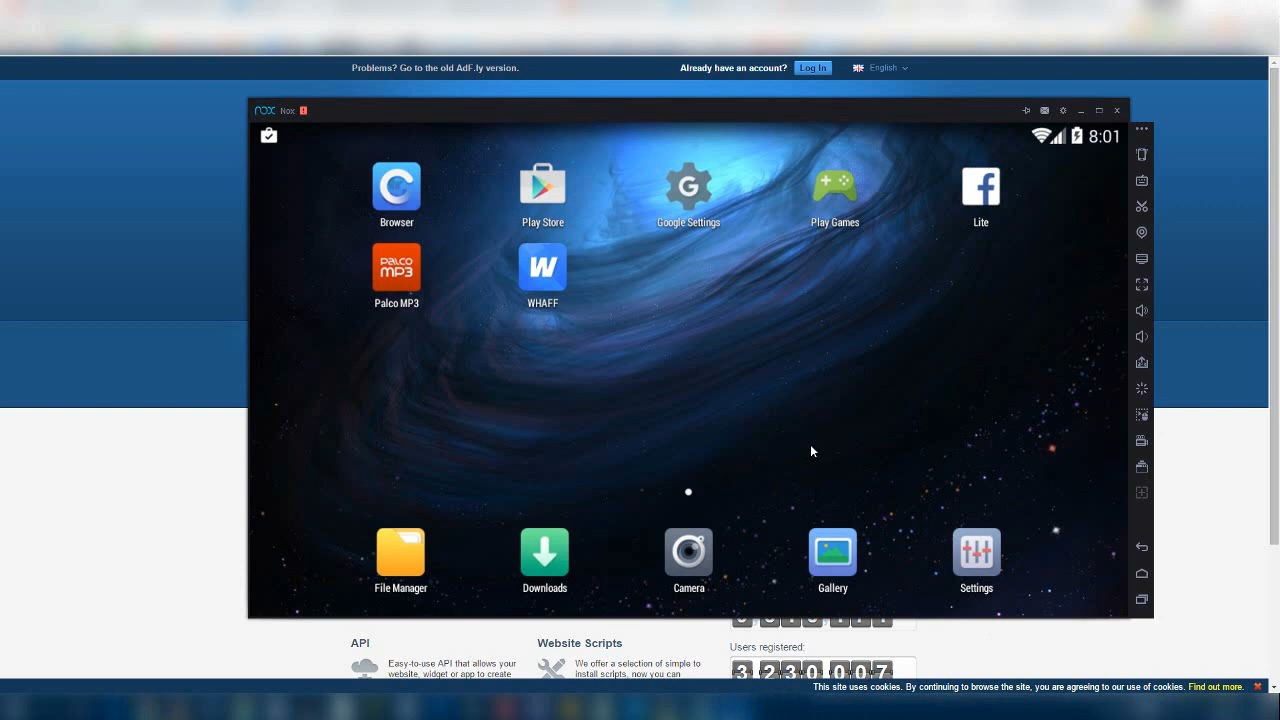 Problems? Go to the old AdF.ly version.
Already have an account? Log In English
nox Nox
8:01
Browser
Play Store
Google Settings
Play Games
Lite
PALCO
MP3
W
Palco MP3
WHAFF
File Manager
Downloads
Camera
Gallery
Settings
API
Website Scripts
Users registered:
Easy-to-use API that allows your
website, widget or app to create
We offer a selection of simple to
install scripts, now you can
3230007
This site uses cookies. By continuing to browse the site, you are agreeing to our use of cookies. Find out more.